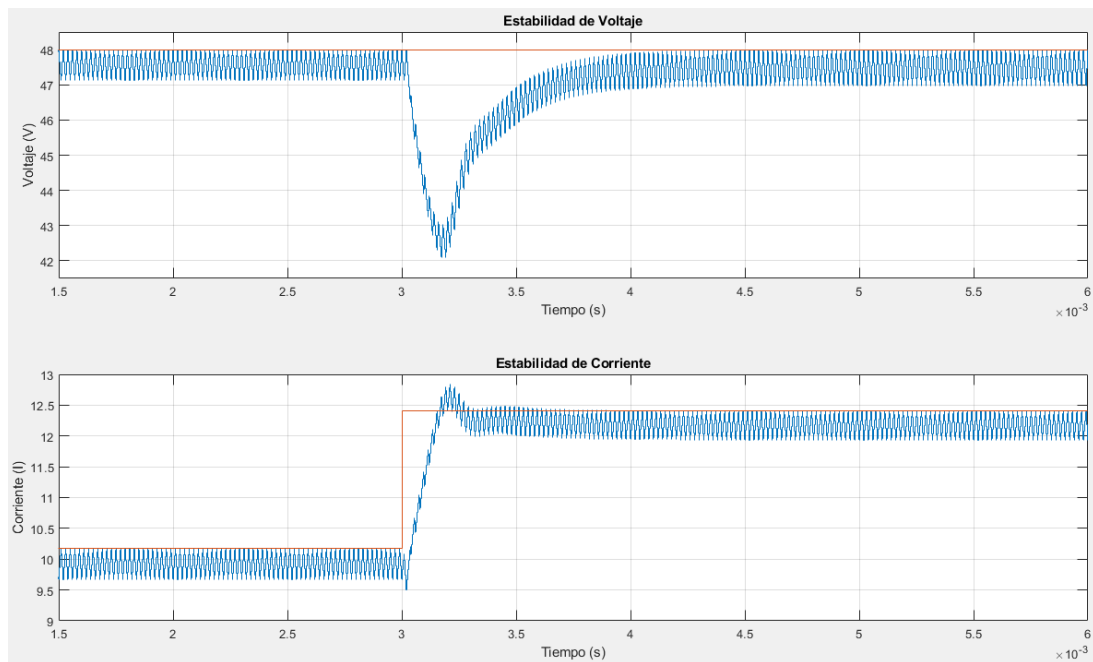 Estabilidad de Voltaje
48
47
46
45
44
43
42
Voltaje (V)
1.5 2 2.5 3 3.5 4 4.5 5 5.5 6
Tiempo (s)
×10-3
Estabilidad de Corriente
13
12.5
12
11.5
11
10.5
10
9.5
9
Corriente (I)
1.5 2 2.5 3 3.5 4 4.5 5 5.5 6
Tiempo (s)
×10-3